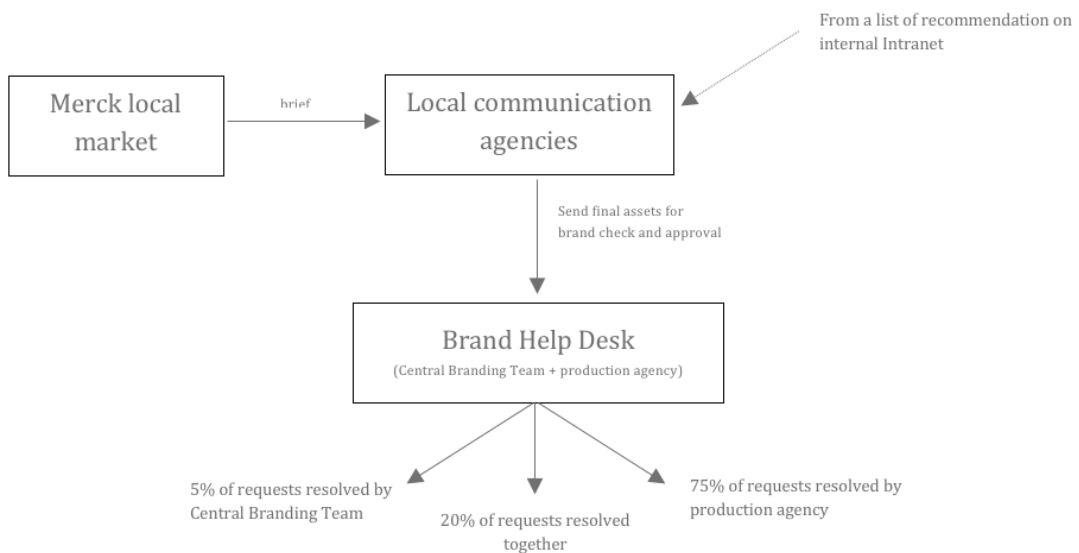 From a list of recommendation on
internal Intranet
Merck local
market
brief
Local communication
agencies
Send final assets for
brand check and approval
Brand Help Desk
(Central Branding Team + production agency)
5% of requests resolved by
Central Branding Team
20% of requests resolved
together
75% of requests resolved by
production agency